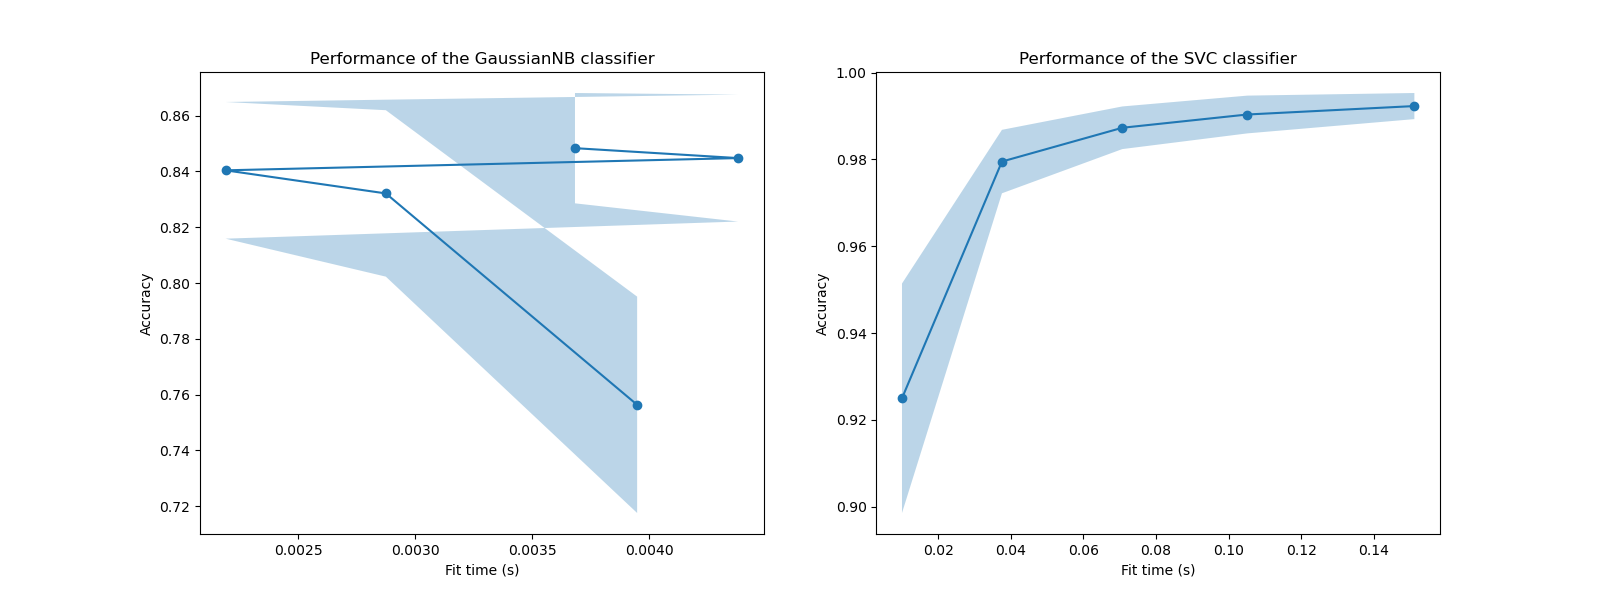 Performance of the GaussianNB classifier
Accuracy
0.86
0.84
0.82
0.80
0.78
0.76
0.74
0.72
0.0025 0.0030 0.0035 0.0040
Fit time (s)
Performance of the SVC classifier
Accuracy
1.00
0.98
0.96
0.94
0.92
0.90
0.02 0.04 0.06 0.08 0.10 0.12 0.14
Fit time (s)